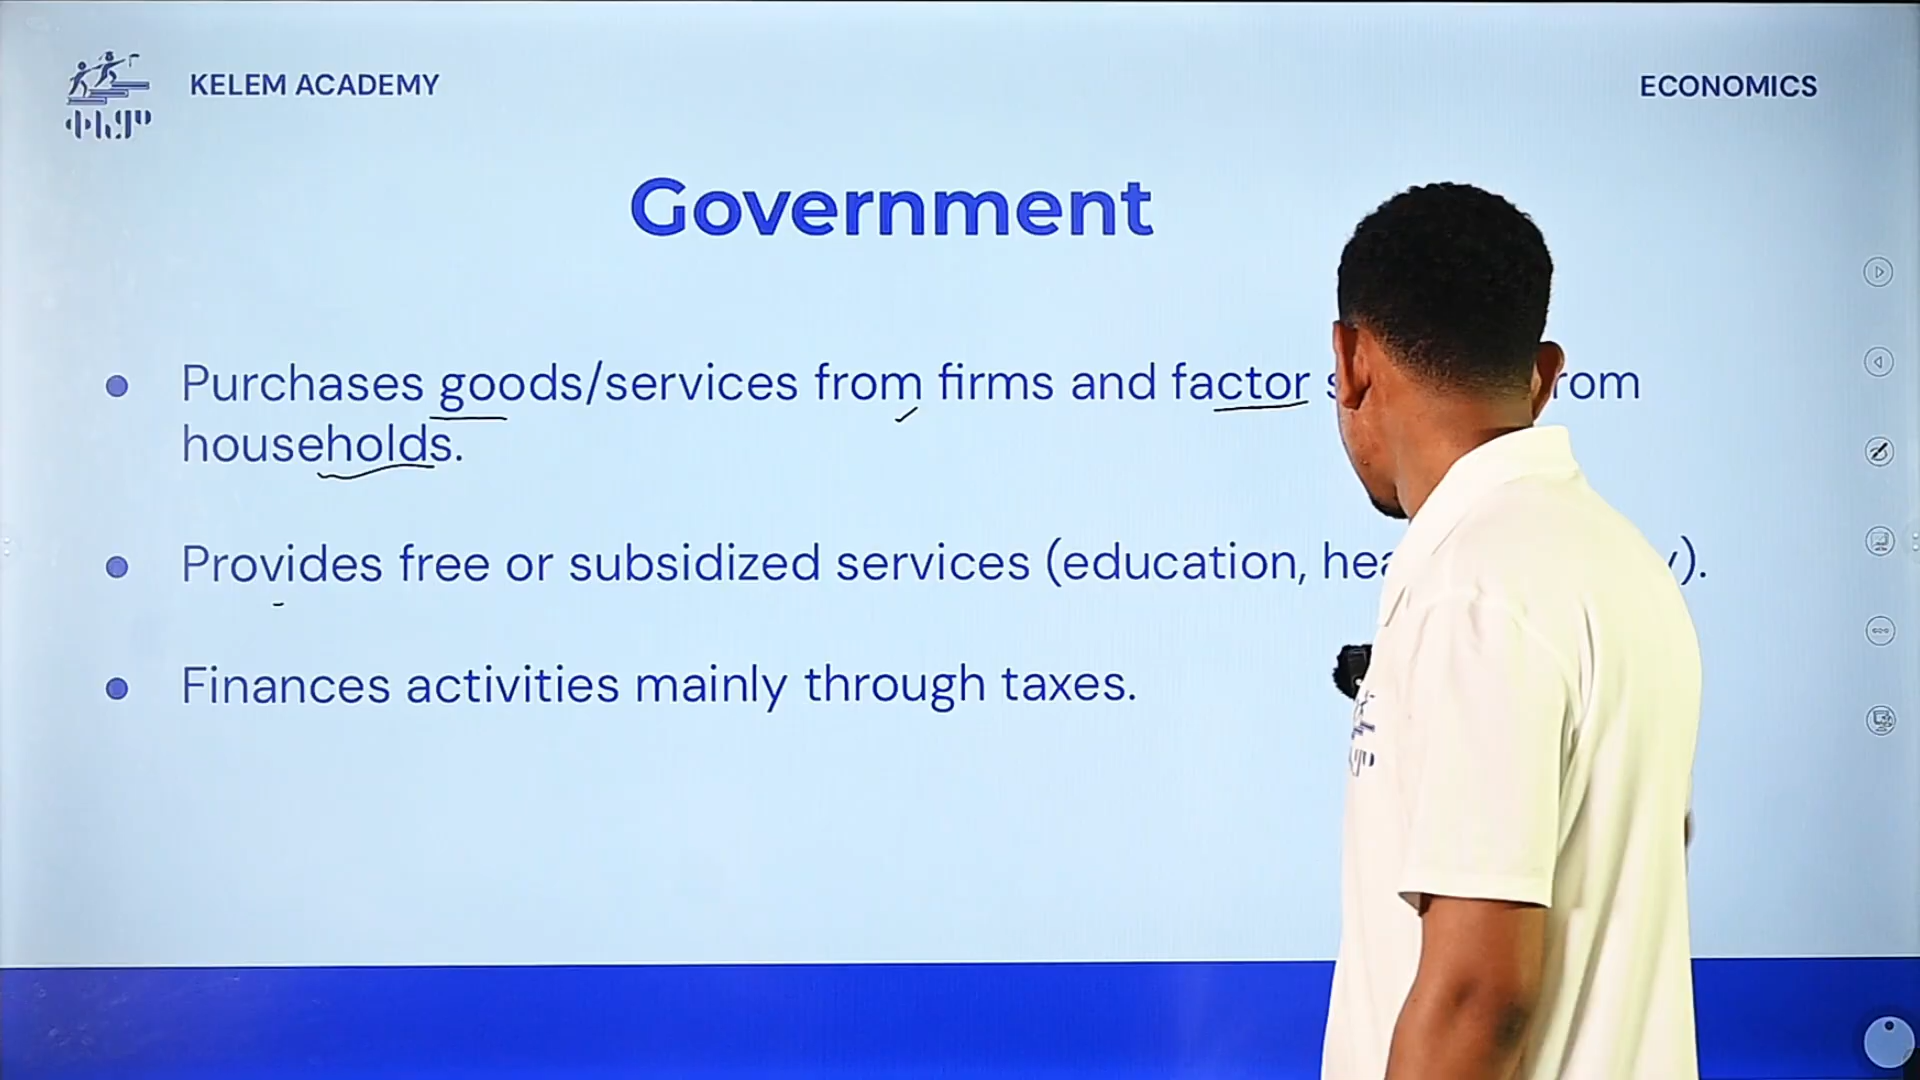 ቀለም
KELEM ACADEMY
ECONOMICS
Government
Purchases goods/services from firms and factor from
households.
Provides free or subsidized services (education,
Finances activities mainly through taxes.